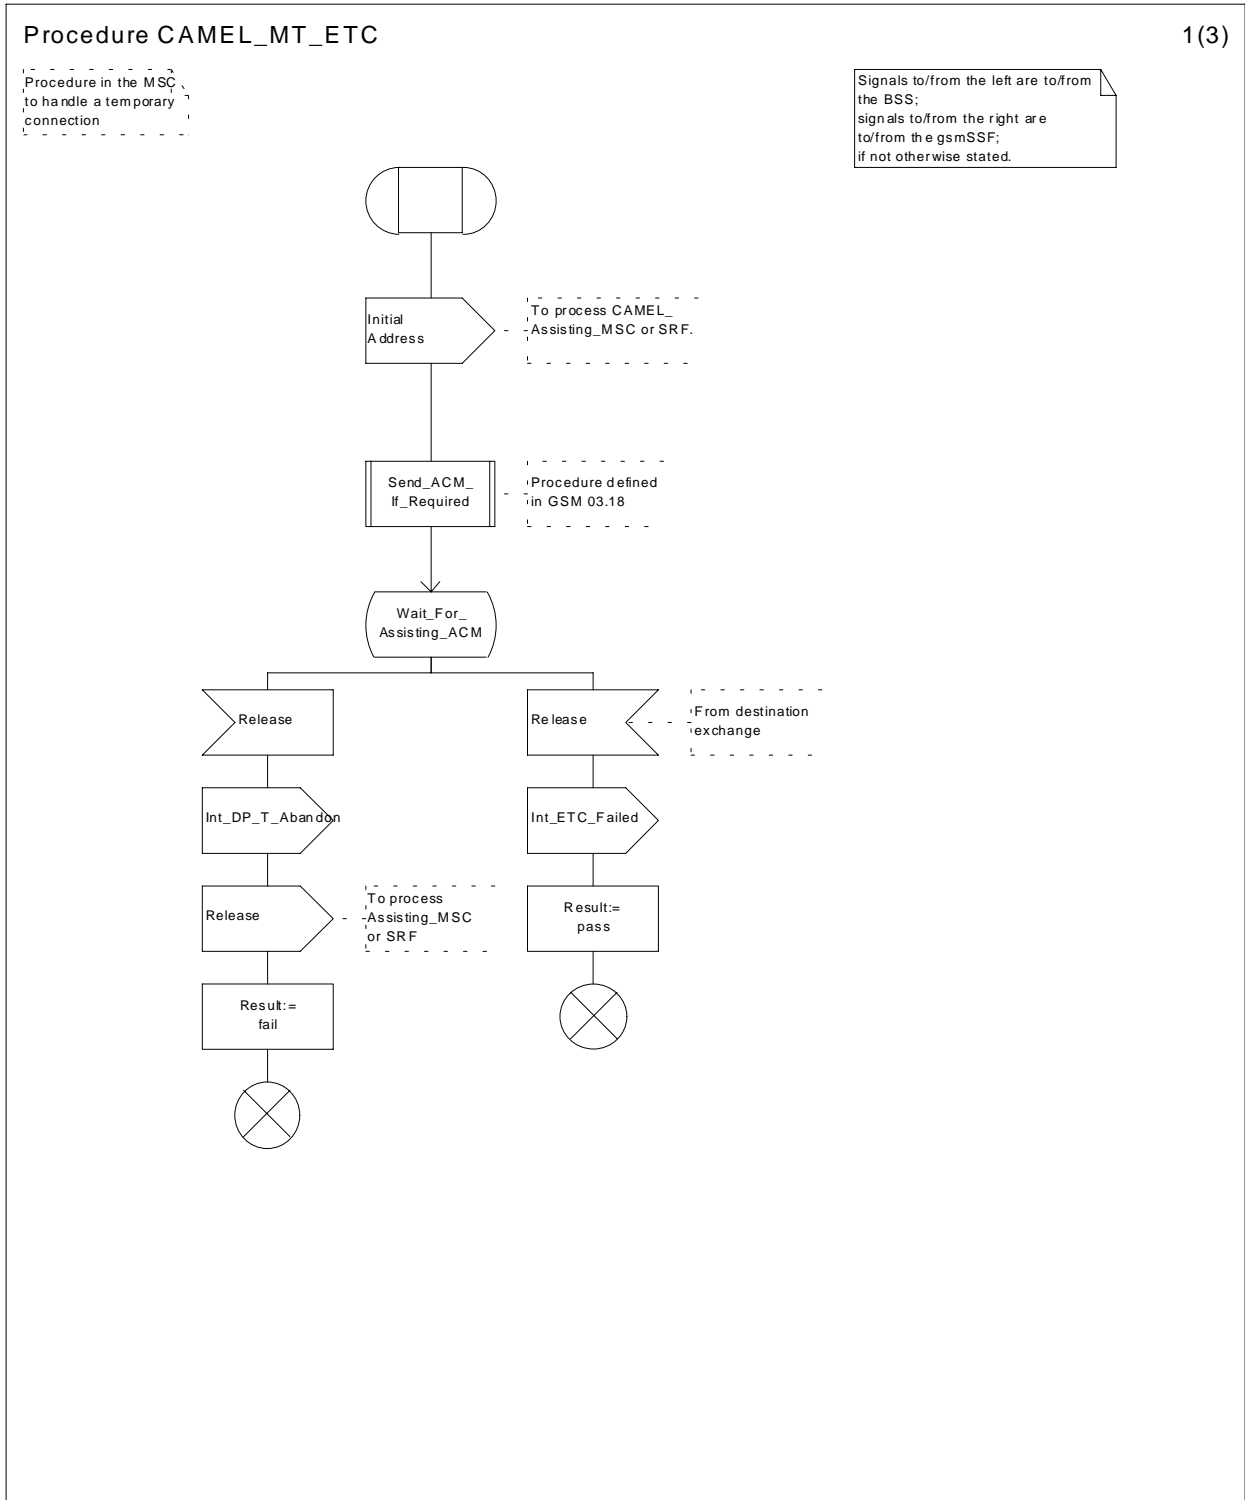 Procedure CAMEL_MT_ETC
1(3)
Procedure in the MSC
to handle a temporary
connection
Signals to/from the left are to/from
the BSS;
signals to/from the right are
to/from the gsmSSF;
if not otherwise stated.
Initial
Address
To process CAMEL_
Assisting_MSC or SRF.
Send_ACM_
If_Required
Procedure defined
in GSM 03.18
Wait_For_
Assisting_ACM
Release
Release
From destination
exchange
Int_DP_T_Abandon
Int_ETC_Failed
Release
To process
Assisting_MSC
or SRF
Result:=
pass
Result:=
fail